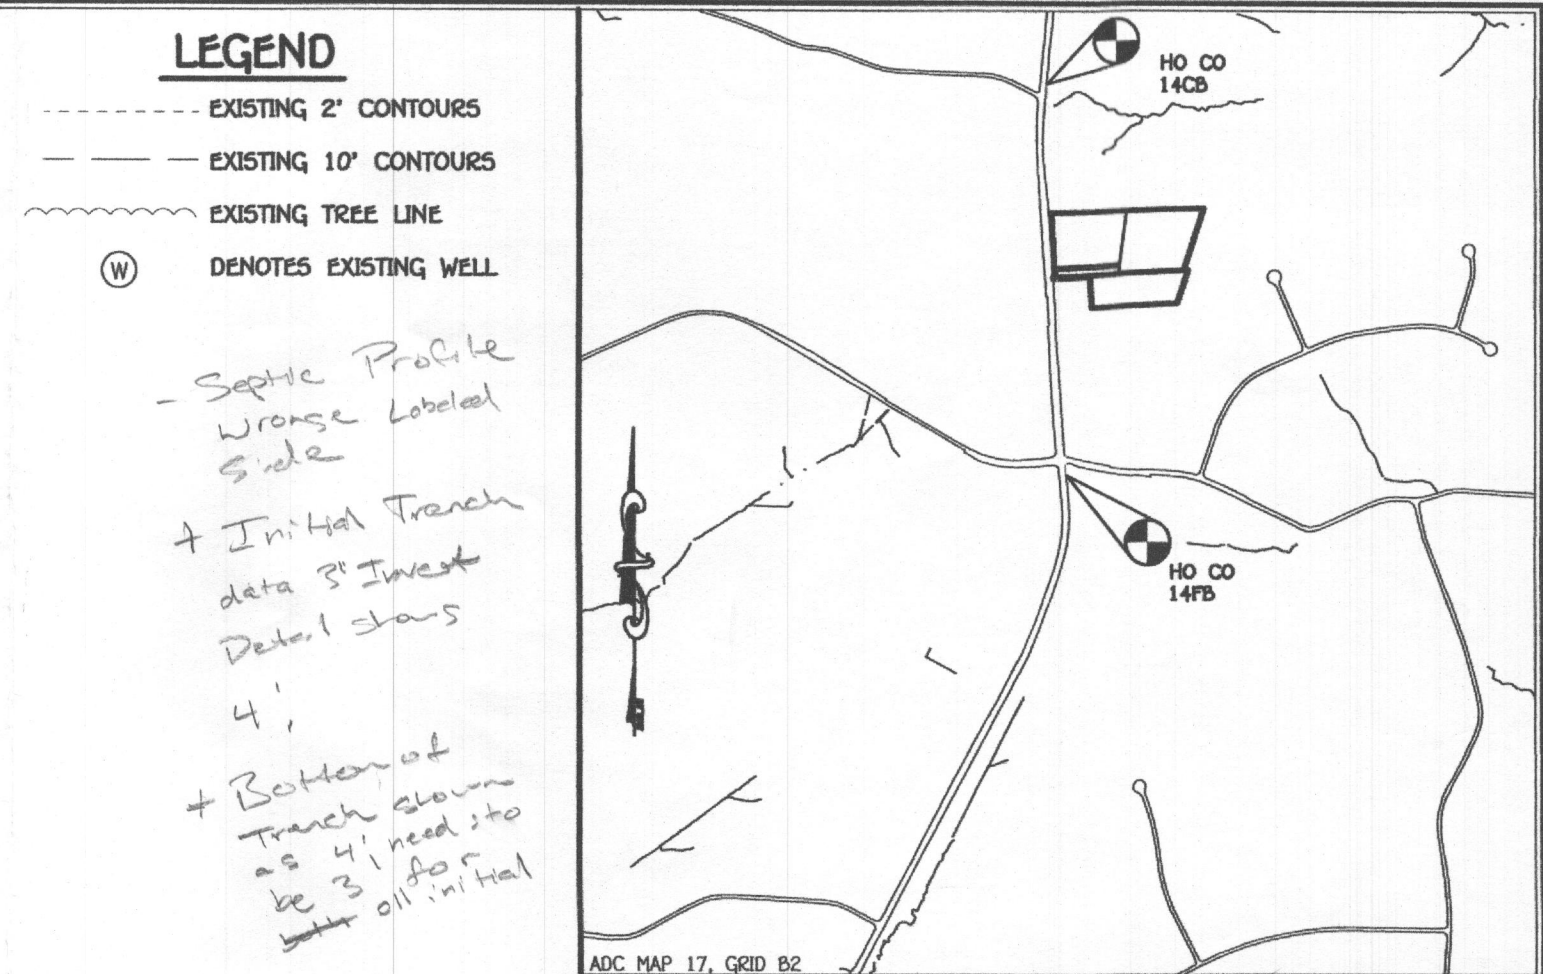 LEGEND
EXISTING 2' CONTOURS
EXISTING 10' CONTOURS
EXISTING TREE LINE
W
DENOTES EXISTING WELL
- Septic Profile
wronge Labeled
side
+ Initial Trench
data 3' Invert
Detail shows
4'.
+ Bottom of
Trench shown
as 4', needs to
be 3' for
all initial
HO CO
14CB
HO CO
14FB
ADC MAP 17, GRID B2